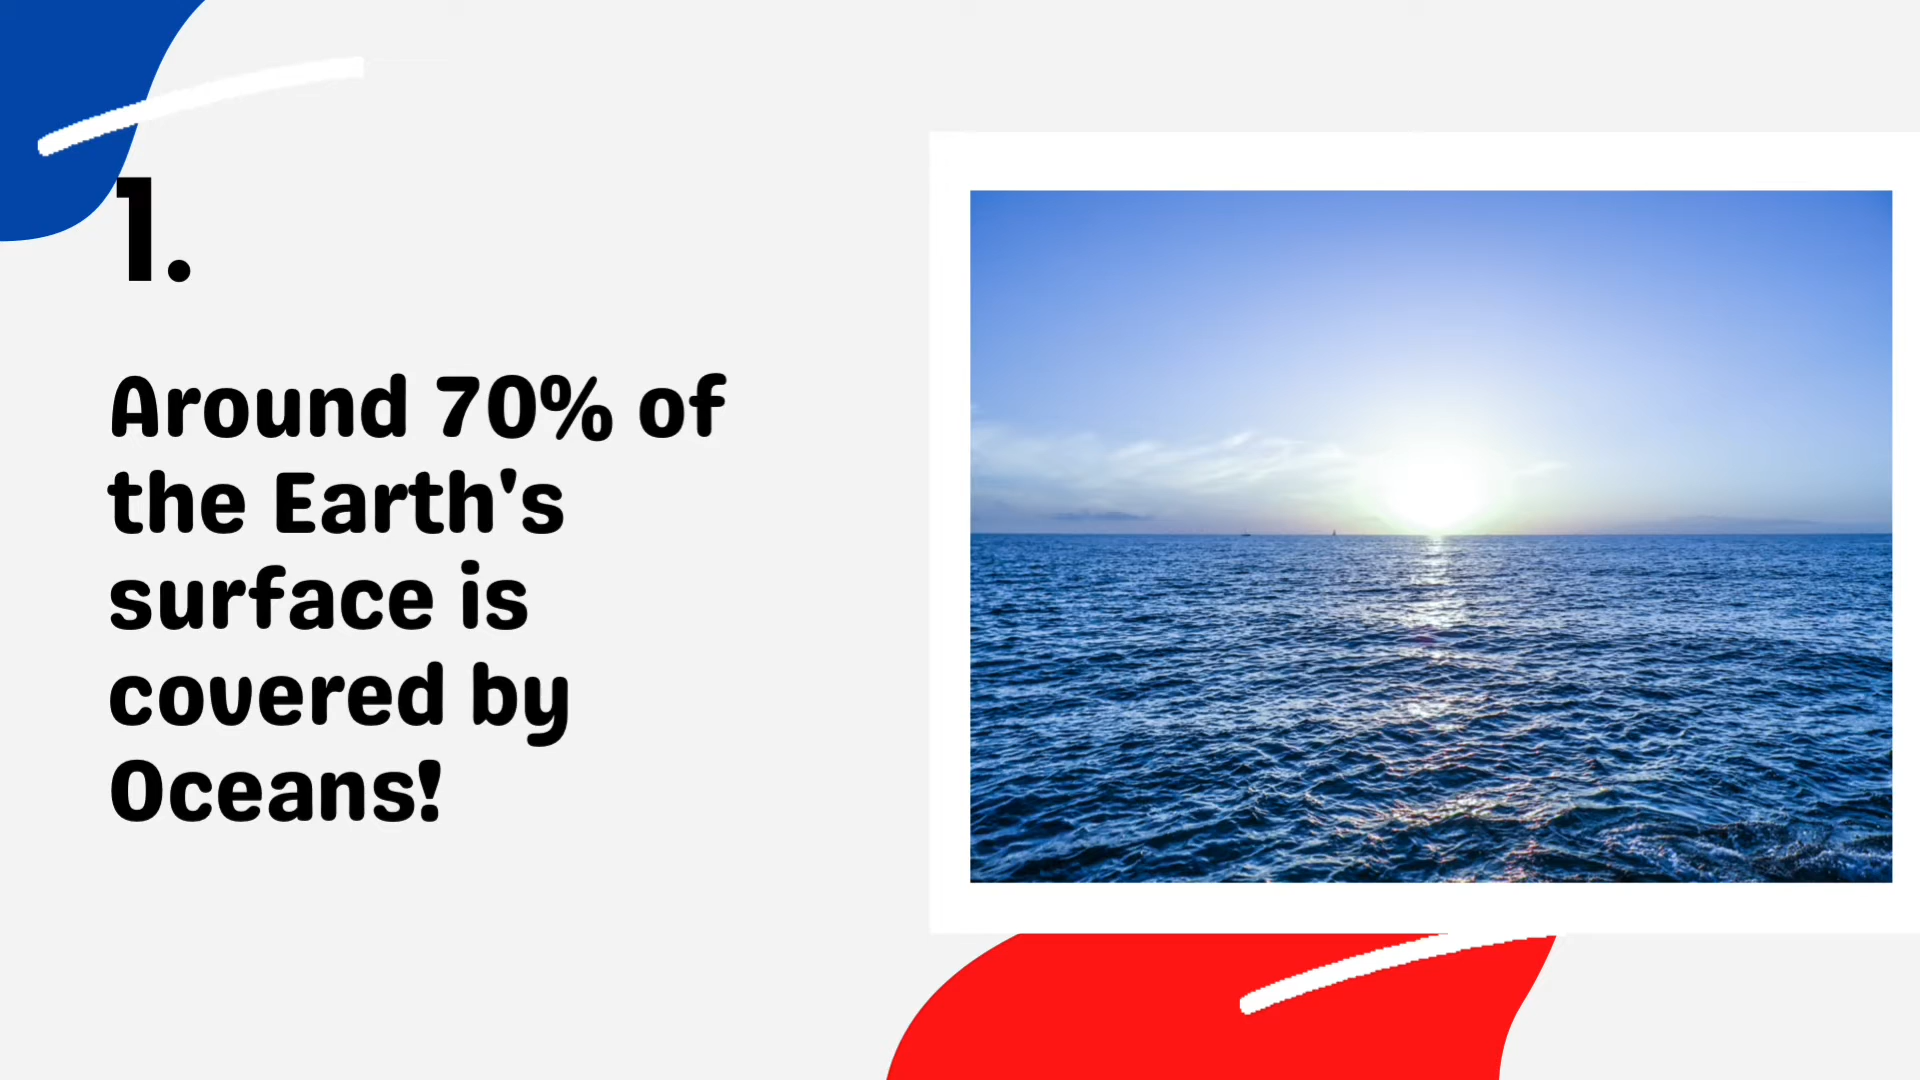 1.
Around 70% of
the Earth's
surface is
covered by
Oceans!